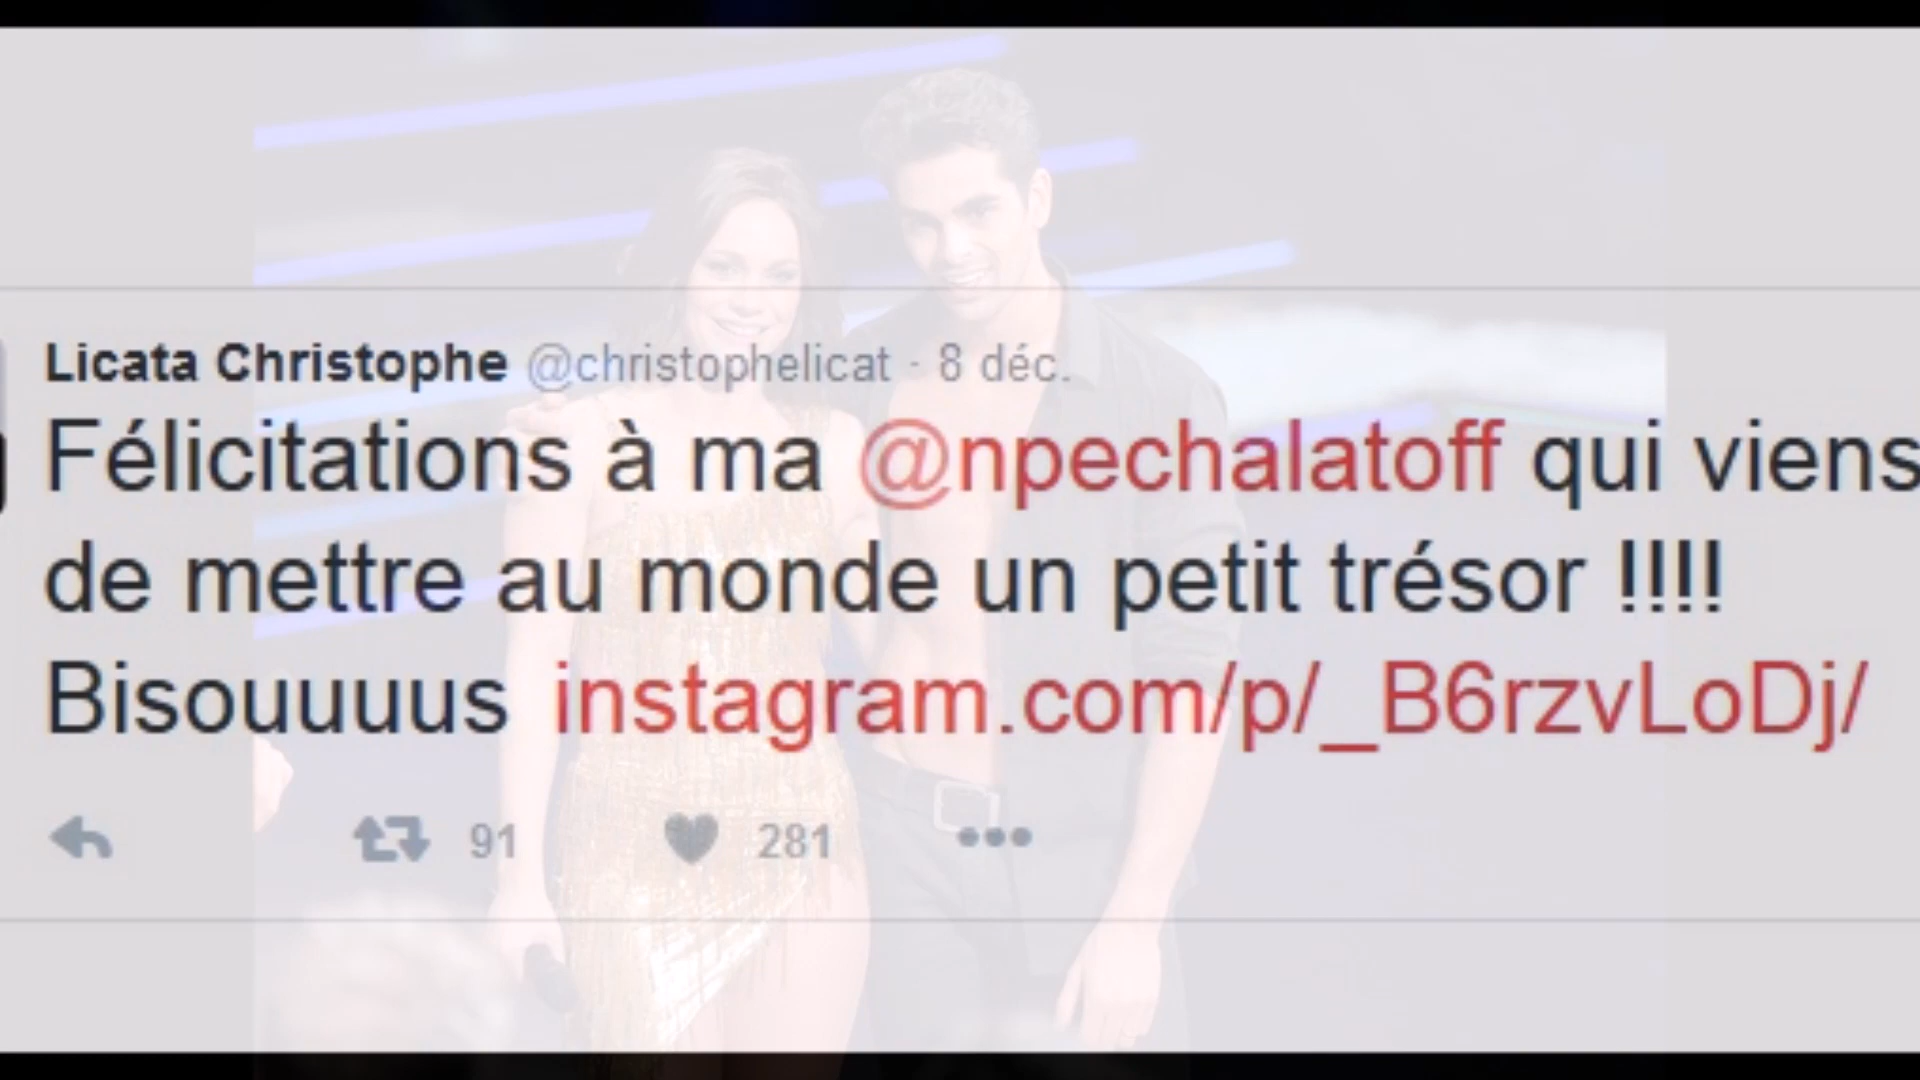 Licata Christophe @christophelicat · 8 déc.
Félicitations à ma @npechalatoff qui viens
de mettre au monde un petit trésor !!!!
Bisouuuus instagram.com/p/_B6rzvLoDj/
91 281